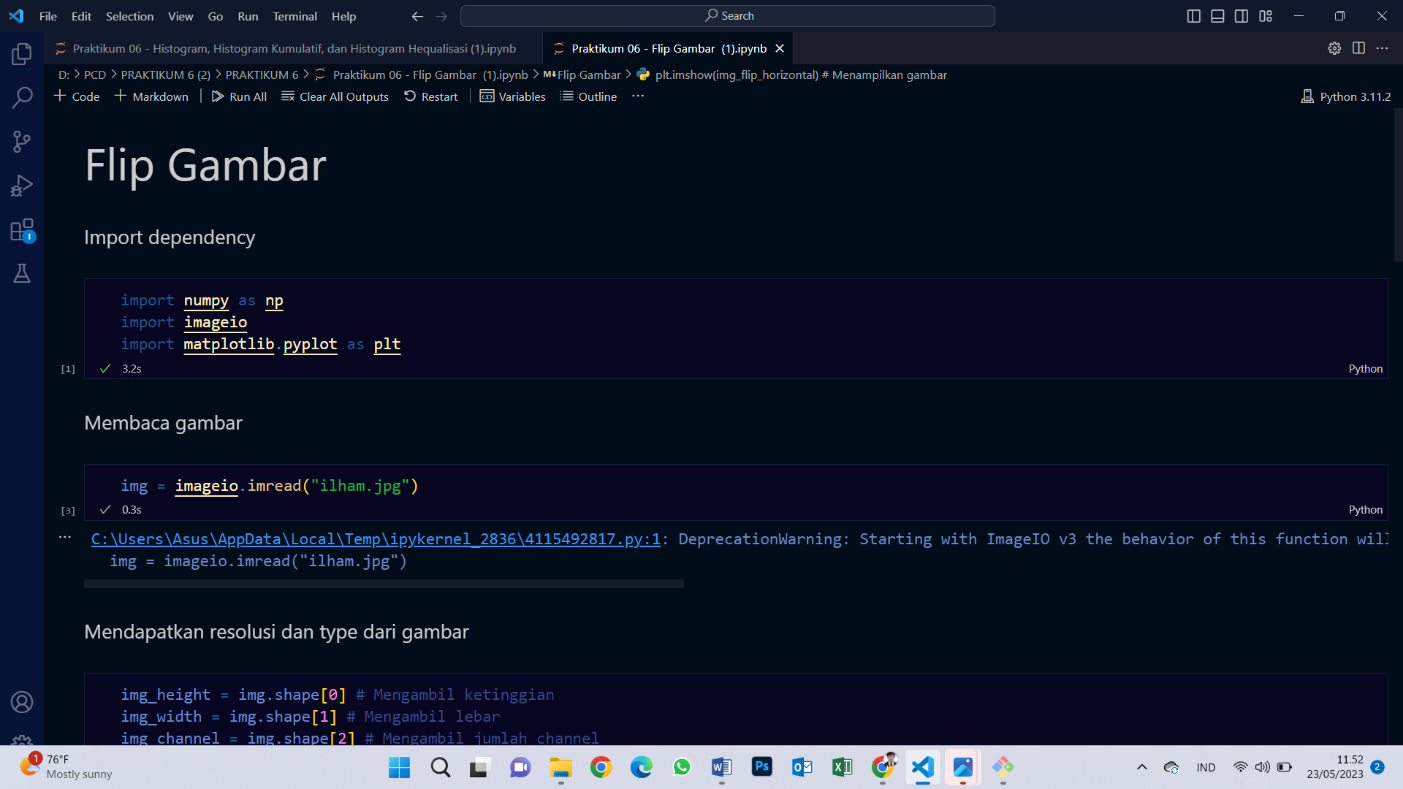 File Edit Selection View Go Run Terminal Help
Search
Praktikum 06 - Histogram, Histogram Kumulatif, dan Histogram Hequalisasi (1).ipynb
Praktikum 06 - Flip Gambar (1).ipynb
D: > PCD > PRAKTIKUM 6 (2) > PRAKTIKUM 6 > Praktikum 06 - Flip Gambar (1).ipynb > M↓Flip Gambar > plt.imshow(img_flip_horizontal) # Menampilkan gambar
+ Code + Markdown | Run All Clear All Outputs Restart | Variables Outline ... Python 3.11.2
Flip Gambar
Import dependency
import numpy as np
import imageio
import matplotlib.pyplot as plt
[1] ✓ 3.2s Python
Membaca gambar
img = imageio.imread("ilham.jpg")
[3] ✓ 0.3s Python
... C:\Users\Asus\AppData\Local\Temp\ipykernel_2836\4115492817.py:1: DeprecationWarning: Starting with ImageIO v3 the behavior of this function will
img = imageio.imread("ilham.jpg")
Mendapatkan resolusi dan type dari gambar
img_height = img.shape[0] # Mengambil ketinggian
img_width = img.shape[1] # Mengambil lebar
img_channel = img.shape[2] # Mengambil jumlah channel
1
1
76°F
Mostly sunny
IND
11.52
23/05/2023
2